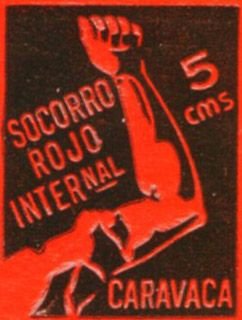 SOCORRO
ROJO
INTERNAL
5
cms
CARAVACA